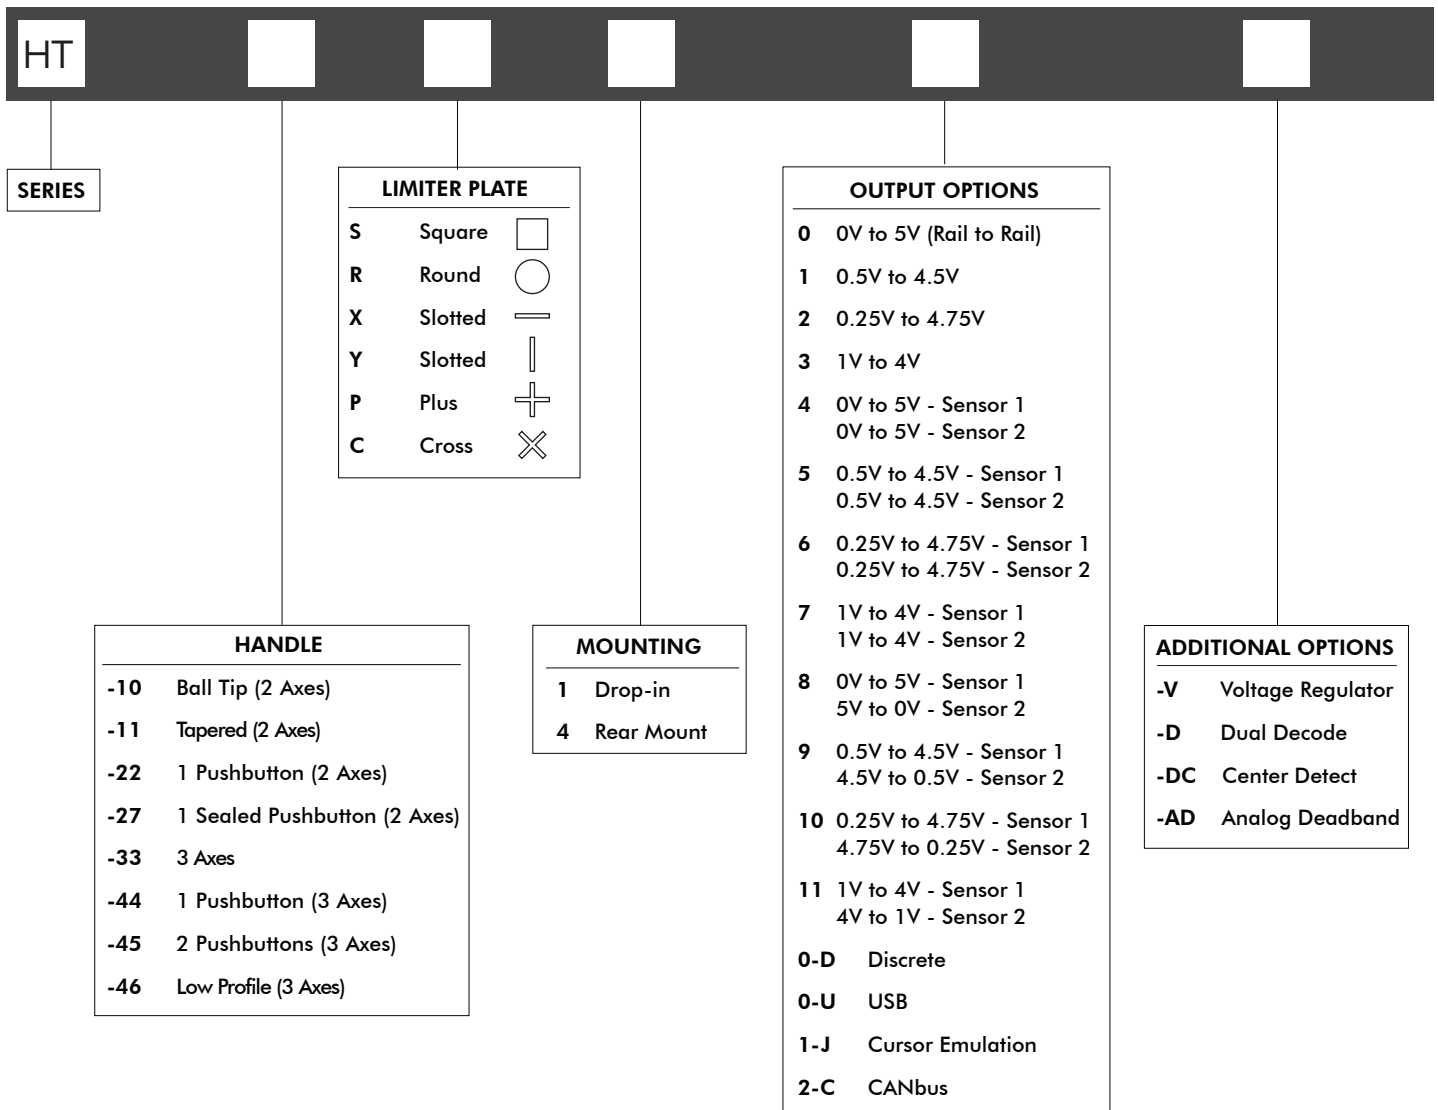 HT
SERIES
LIMITER PLATE
S Square
R Round
X Slotted
Y Slotted
P Plus
C Cross
OUTPUT OPTIONS
0 0V to 5V (Rail to Rail)
1 0.5V to 4.5V
2 0.25V to 4.75V
3 1V to 4V
4 0V to 5V - Sensor 1
0V to 5V - Sensor 2
5 0.5V to 4.5V - Sensor 1
0.5V to 4.5V - Sensor 2
6 0.25V to 4.75V - Sensor 1
0.25V to 4.75V - Sensor 2
7 1V to 4V - Sensor 1
1V to 4V - Sensor 2
8 0V to 5V - Sensor 1
5V to 0V - Sensor 2
9 0.5V to 4.5V - Sensor 1
4.5V to 0.5V - Sensor 2
10 0.25V to 4.75V - Sensor 1
4.75V to 0.25V - Sensor 2
11 1V to 4V - Sensor 1
4V to 1V - Sensor 2
0-D Discrete
0-U USB
1-J Cursor Emulation
2-C CANbus
HANDLE
-10 Ball Tip (2 Axes)
-11 Tapered (2 Axes)
-22 1 Pushbutton (2 Axes)
-27 1 Sealed Pushbutton (2 Axes)
-33 3 Axes
-44 1 Pushbutton (3 Axes)
-45 2 Pushbuttons (3 Axes)
-46 Low Profile (3 Axes)
MOUNTING
1 Drop-in
4 Rear Mount
ADDITIONAL OPTIONS
-V Voltage Regulator
-D Dual Decode
-DC Center Detect
-AD Analog Deadband